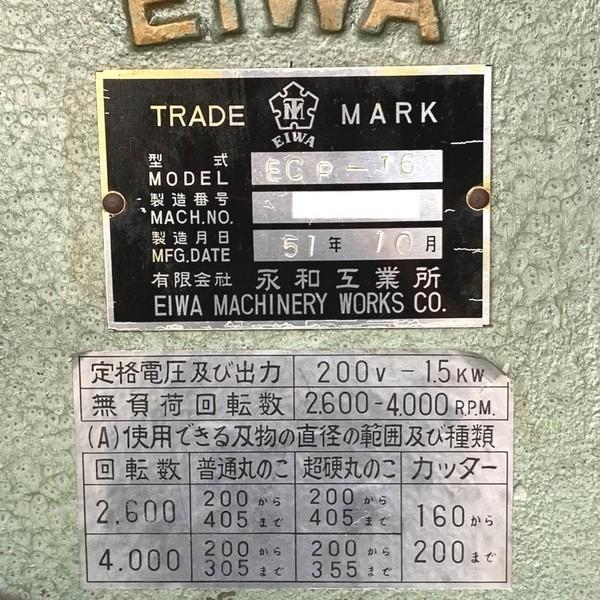 EIWA
TRADE MARK
EIWA
型式 MODEL ECP-16
製造番号 MACH.NO.
製造月日 MFG.DATE 51年10月
有限会社 永和工業所
EIWA MACHINERY WORKS CO.
定格電圧及び出力 200V-1.5KW
無負荷回転数 2.600-4.000R.P.M.
(A)使用できる刃物の直径の範囲及び種類
回転数 普通丸のこ 超硬丸のこ カッター
2.600 200から405まで 200から405まで 160から200まで
4.000 200から305まで 200から355まで